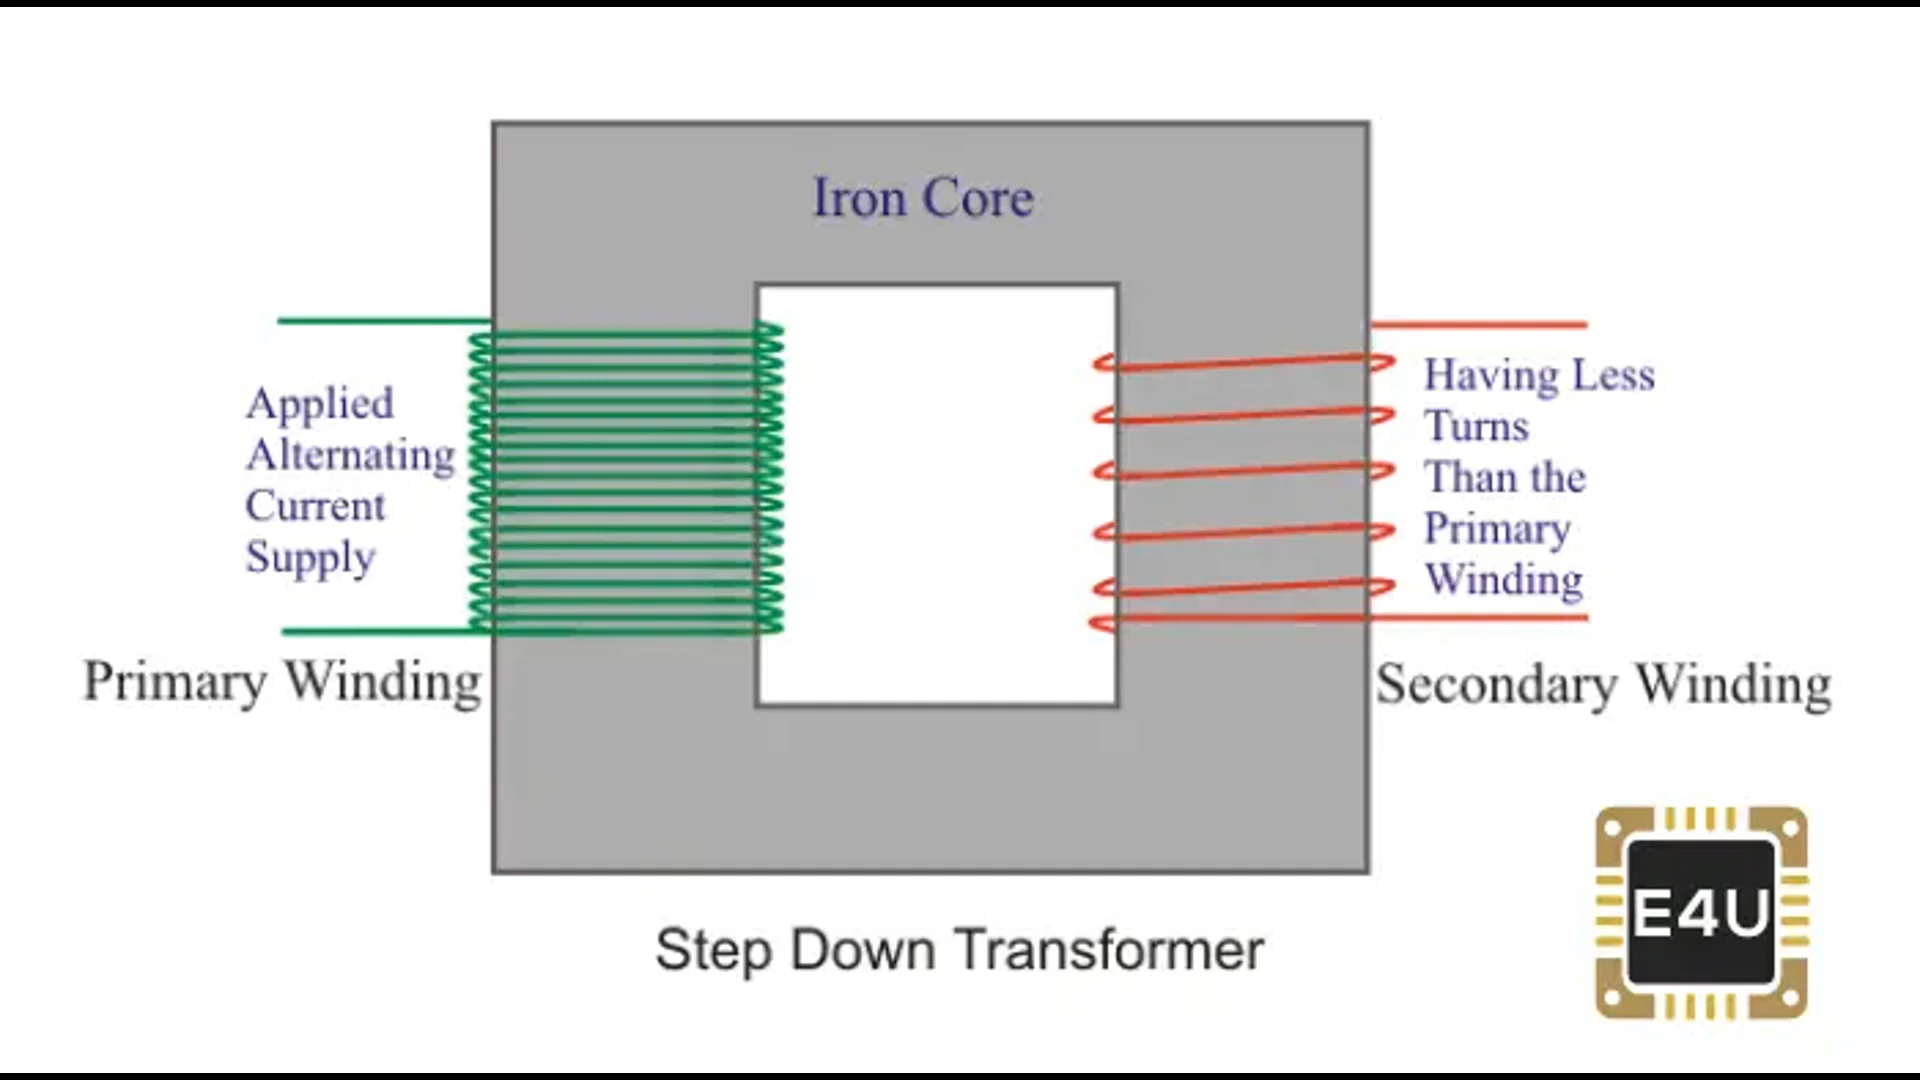 Iron Core
Applied
Alternating
Current
Supply
Having Less
Turns
Than the
Primary
Winding
Primary Winding
Secondary Winding
Step Down Transformer
E4U